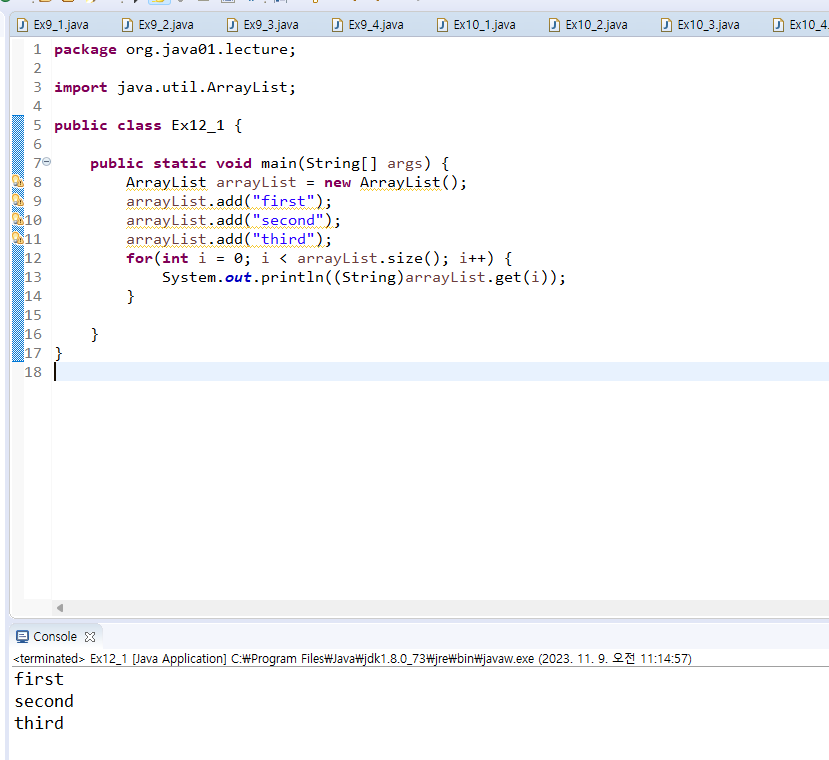 Ex9_1.java Ex9_2.java Ex9_3.java Ex9_4.java Ex10_1.java Ex10_2.java Ex10_3.java Ex10_4.
1 package org.java01.lecture;
2
3 import java.util.ArrayList;
4
5 public class Ex12_1 {
6
7 public static void main(String[] args) {
8 ArrayList arrayList = new ArrayList();
9 arrayList.add("first");
10 arrayList.add("second");
11 arrayList.add("third");
12 for(int i = 0; i < arrayList.size(); i++) {
13 System.out.println((String)arrayList.get(i));
14 }
15
16 }
17 }
18
Console
<terminated> Ex12_1 [Java Application] C:₩Program Files₩Java₩jdk1.8.0_73₩jre₩bin₩javaw.exe (2023. 11. 9. 오전 11:14:57)
first
second
third